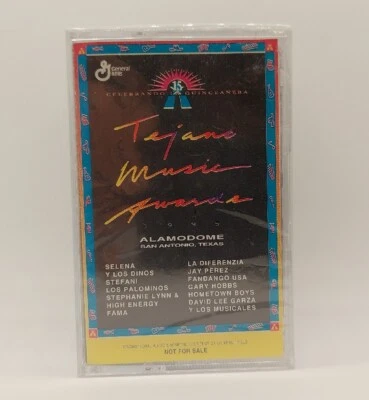 General
Mills
15
CELEBRANDO QUINCEANERA
Tejano
Music
Awards
ALAMODOME
SAN ANTONIO, TEXAS
SELENA
Y LOS DINOS
STEFANI
LOS PALOMINOS
STEPHANIE LYNN &
HIGH ENERGY
FAMA
LA DIFERENZIA
JAY PEREZ
FANDANGO USA
GARY HOBBS
HOMETOWN BOYS
DAVID LEE GARZA
Y LOS MUSICALES
NOT FOR SALE